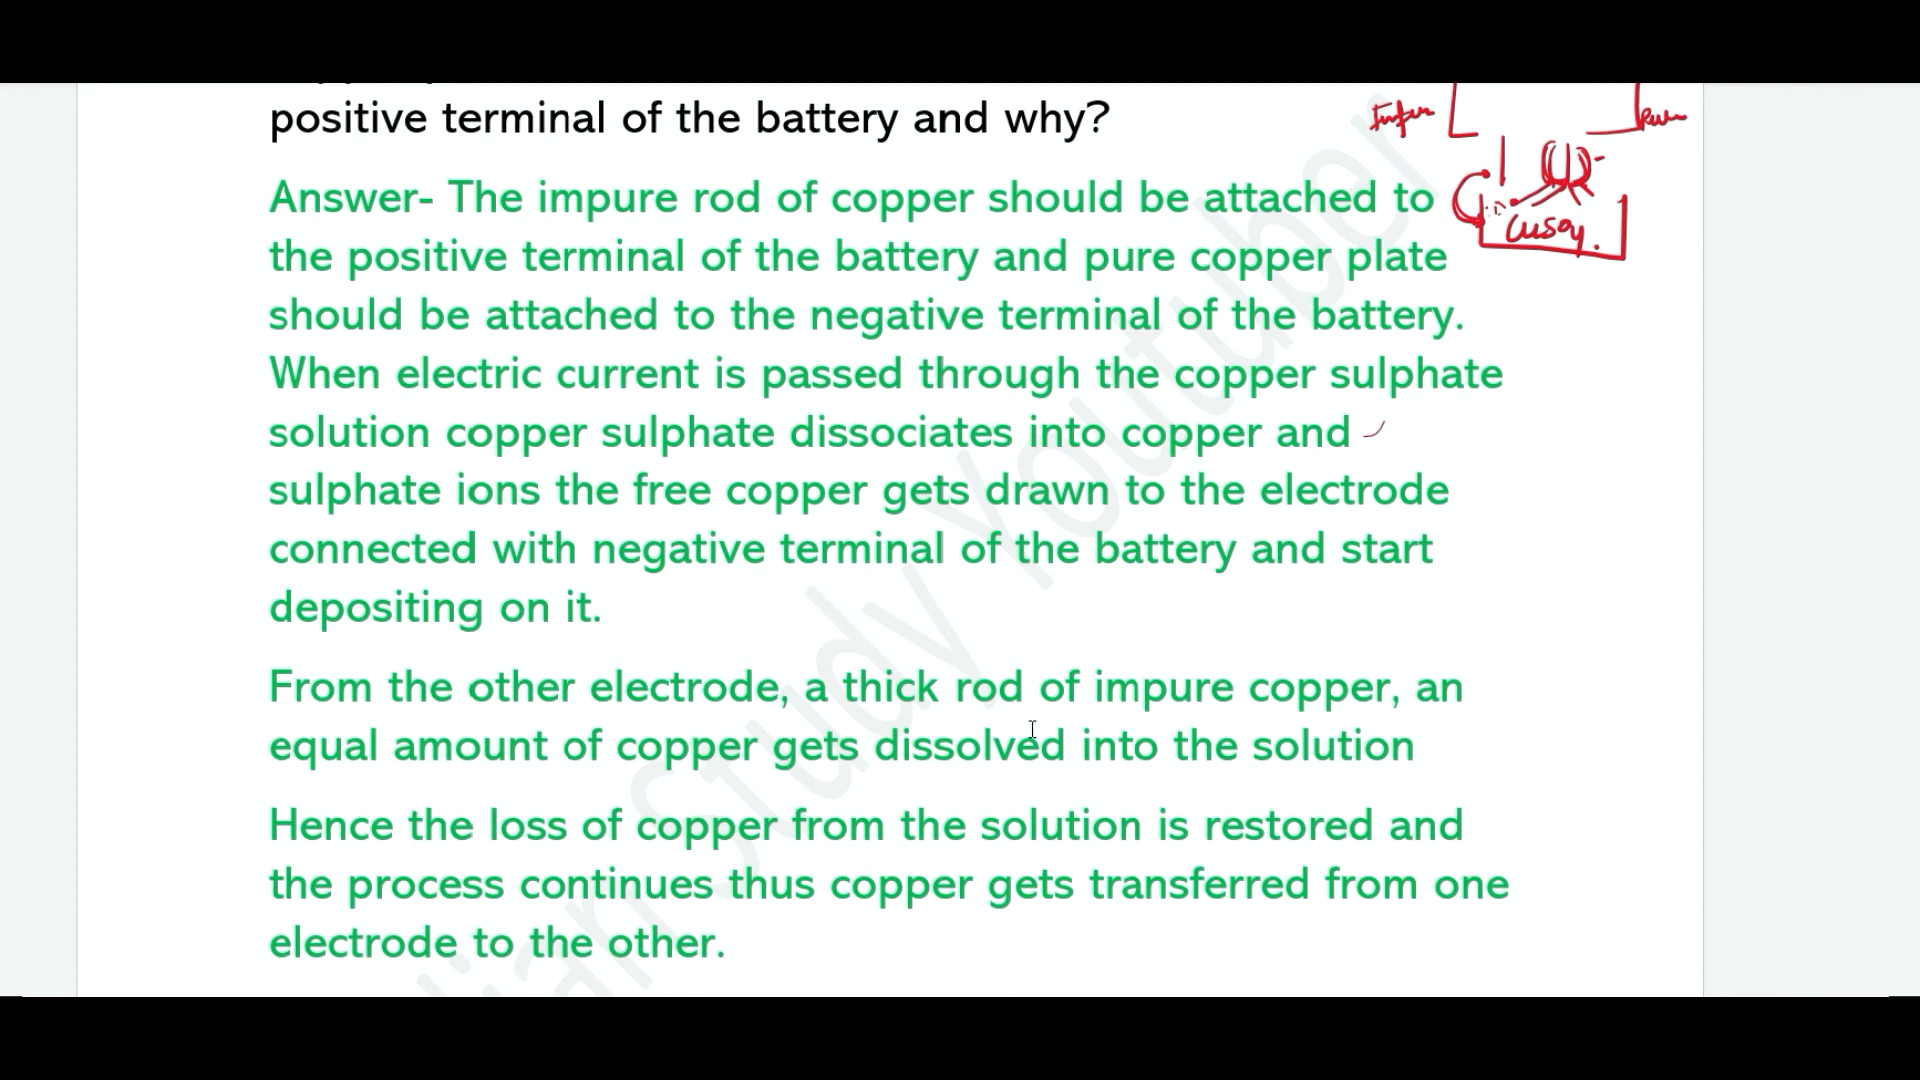 positive terminal of the battery and why?
Answer- The impure rod of copper should be attached to
the positive terminal of the battery and pure copper plate
should be attached to the negative terminal of the battery.
When electric current is passed through the copper sulphate
solution copper sulphate dissociates into copper and
sulphate ions the free copper gets drawn to the electrode
connected with negative terminal of the battery and start
depositing on it.
From the other electrode, a thick rod of impure copper, an
equal amount of copper gets dissolved into the solution
Hence the loss of copper from the solution is restored and
the process continues thus copper gets transferred from one
electrode to the other.
Study Youtuber